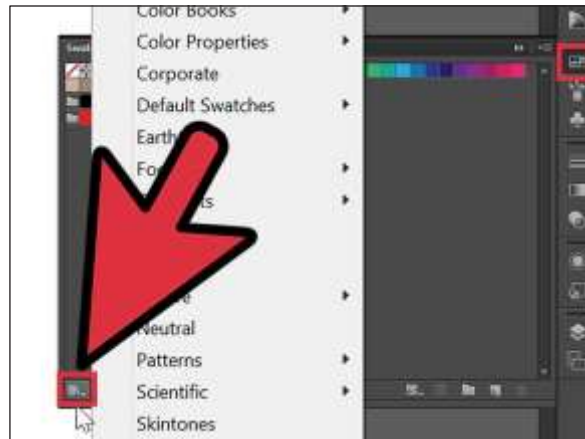 Color Books
Color Properties
Corporate
Default Swatches
Earth
Neutral
Patterns
Scientific
Skintones